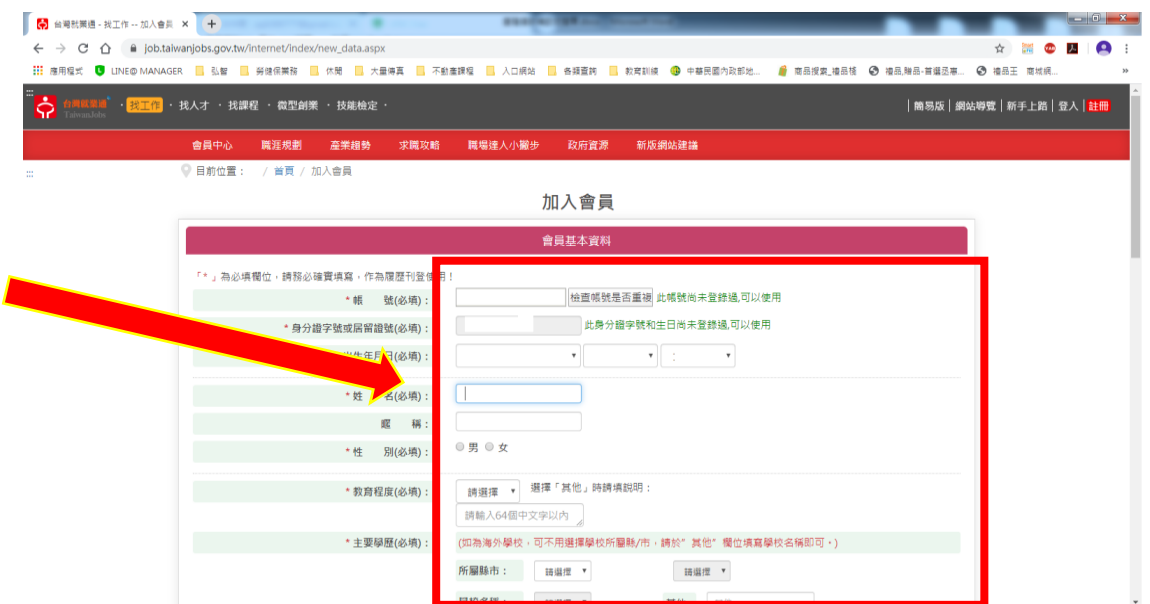 台灣就業通 - 找工作 -- 加入會員
job.taiwanjobs.gov.tw/internet/index/new_data.aspx
應用程式 LINE@ MANAGER 弘智 勞健保業務 休閒 大量傳真 不動產課程 入口網站 各類查詢 教育訓練 中華民國內政部地... 商品搜索_禮品樣 禮品,贈品-首選丞寒... 禮品王 商城網...
台灣就業通 TaiwanJobs ・找工作・找人才・找課程・微型創業・技能檢定・ 簡易版 網站導覽 新手上路 登入 註冊
會員中心 職涯規劃 產業趨勢 求職攻略 職場達人小撇步 政府資源 新版網站建議
目前位置： / 首頁 / 加入會員
加入會員
會員基本資料
「*」為必填欄位，請務必確實填寫，作為履歷刊登使用！
*帳 號(必填)： 檢查帳號是否重複 此帳號尚未登錄過,可以使用
*身分證字號或居留證號(必填)： 此身分證字號和生日尚未登錄過,可以使用
出生年月日(必填)：
*姓 名(必填)：
暱 稱：
*性 別(必填)： 男 女
*教育程度(必填)： 請選擇 選擇「其他」時請填說明：
請輸入64個中文字以內
*主要學歷(必填)： (如為海外學校，可不用選擇學校所屬縣/市，請於"其他"欄位填寫學校名稱即可。)
所屬縣市： 請選擇 請選擇